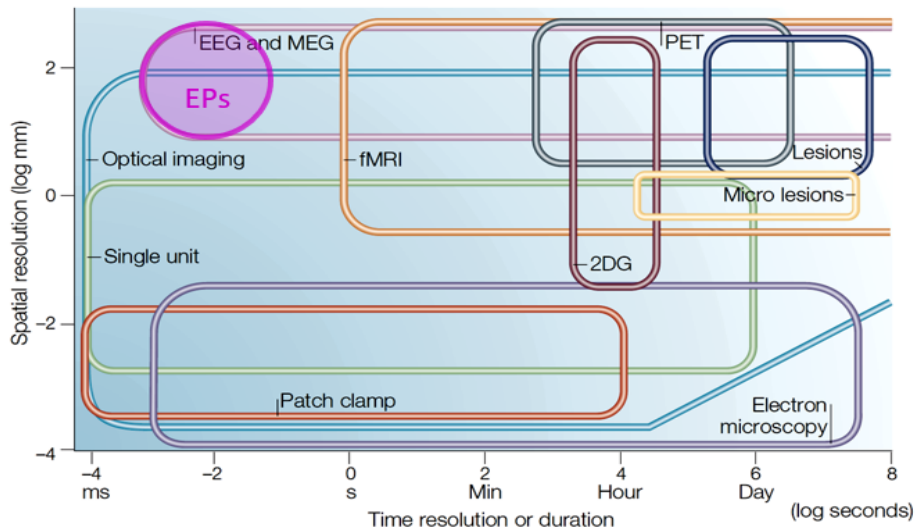 EEG and MEG
PET
2
EPs
Optical imaging
fMRI
Lesions
Spatial resolution (log mm)
0
Micro lesions
Single unit
2DG
−2
Patch clamp
Electron
microscopy
−4
−4
−2
0
2
4
6
8
ms
s
Min
Hour
Day
(log seconds)
Time resolution or duration